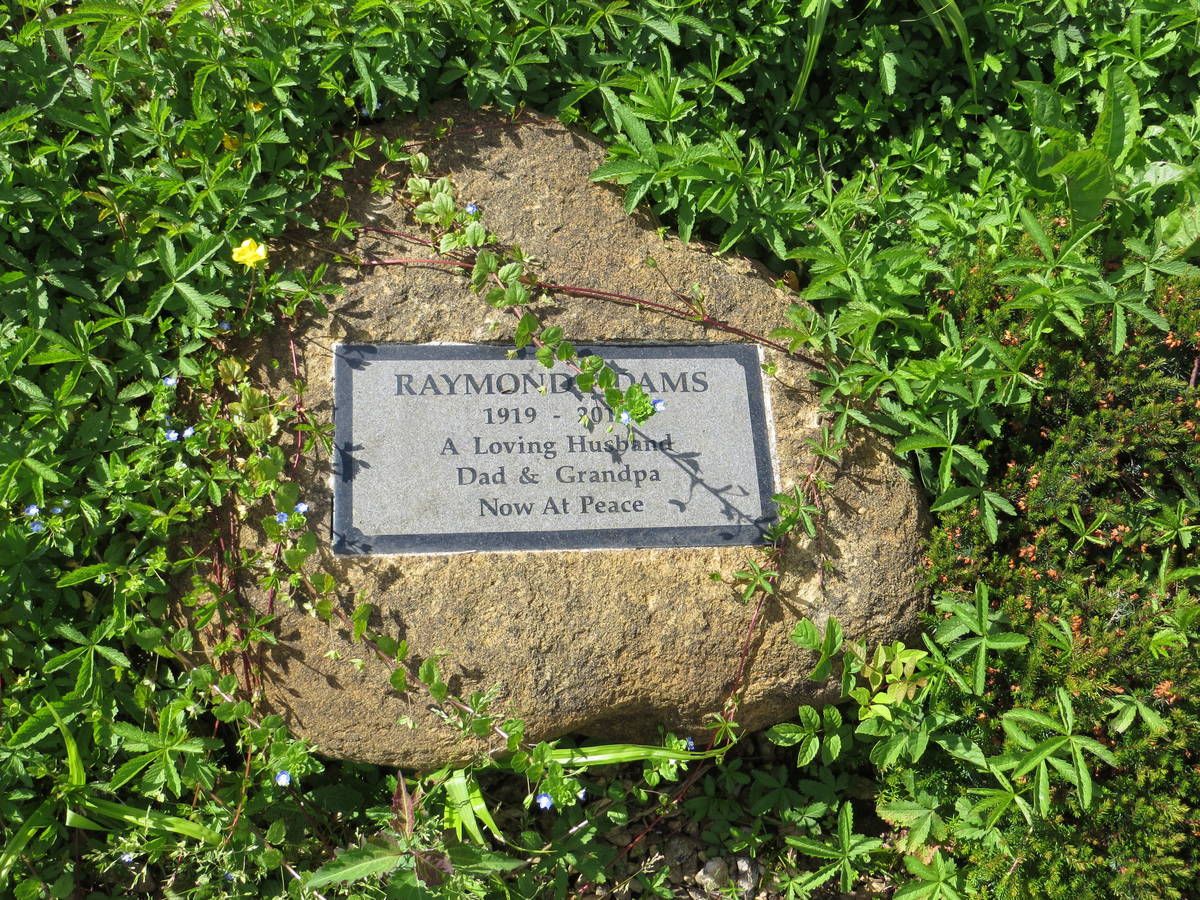 RAYMOND ADAMS
1919 -
A Loving Husband
Dad & Grandpa
Now At Peace